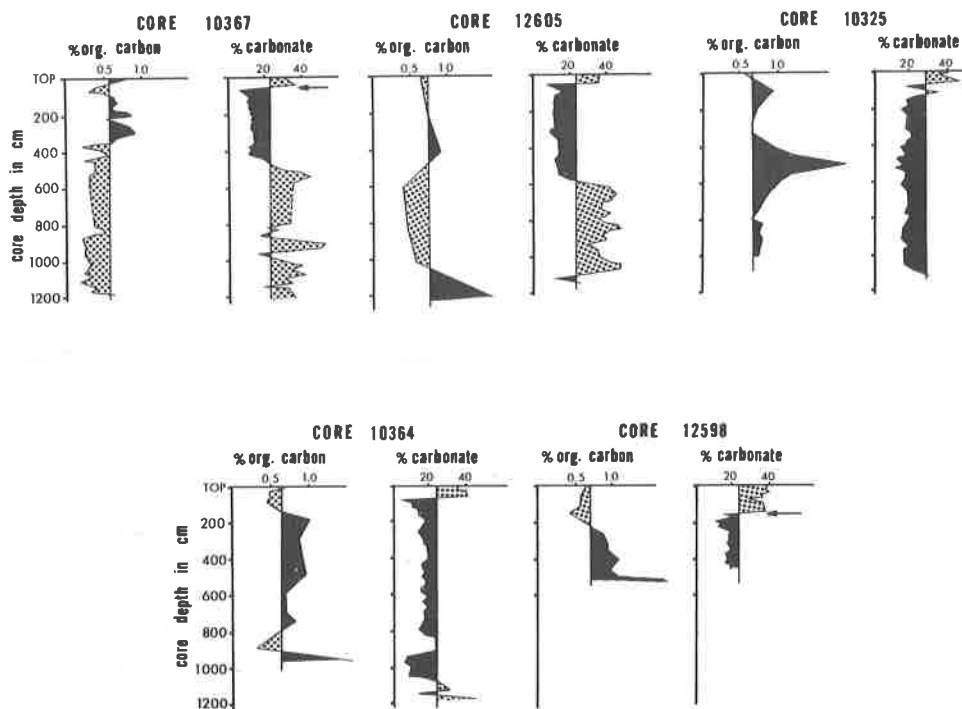 CORE 10367
CORE 12605
CORE 10325
% org. carbon
% carbonate
% org. carbon
% carbonate
% org. carbon
% carbonate
0.5 1.0
20 40
0.5 1.0
20 40
0.5 1.0
20 40
TOP
200
400
600
800
1000
1200
core depth in cm
CORE 10364
CORE 12598
% org. carbon
% carbonate
% org. carbon
% carbonate
0.5 1.0
20 40
0.5 1.0
20 40
TOP
200
400
600
800
1000
1200
core depth in cm